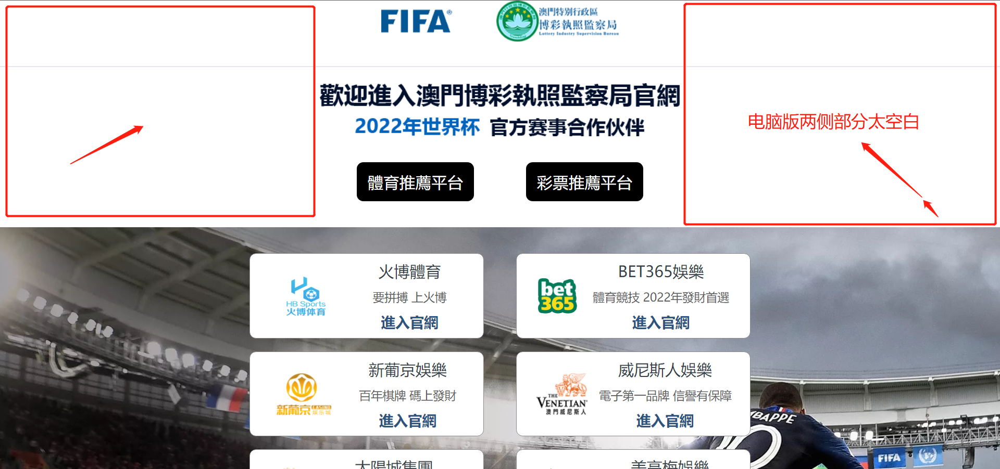 FIFA®
澳門特別行政區
博彩執照監察局
Lottery Industry Supervision Bureau
歡迎進入澳門博彩執照監察局官網
2022年世界杯 官方赛事合作伙伴
电脑版两侧部分太空白
體育推薦平台
彩票推薦平台
火博體育
HB Sports
火博体育
要拼搏 上火博
進入官網
BET365娛樂
bet
365
體育競技 2022年發財首選
進入官網
新葡京娛樂
新葡京 CASINO
娱乐城
百年棋牌 碼上發財
進入官網
威尼斯人娛樂
THE
VENETIAN
澳門威尼斯人
電子第一品牌 信譽有保障
進入官網
MBAPPE
FIFA
太陽城集團
美高梅娛樂